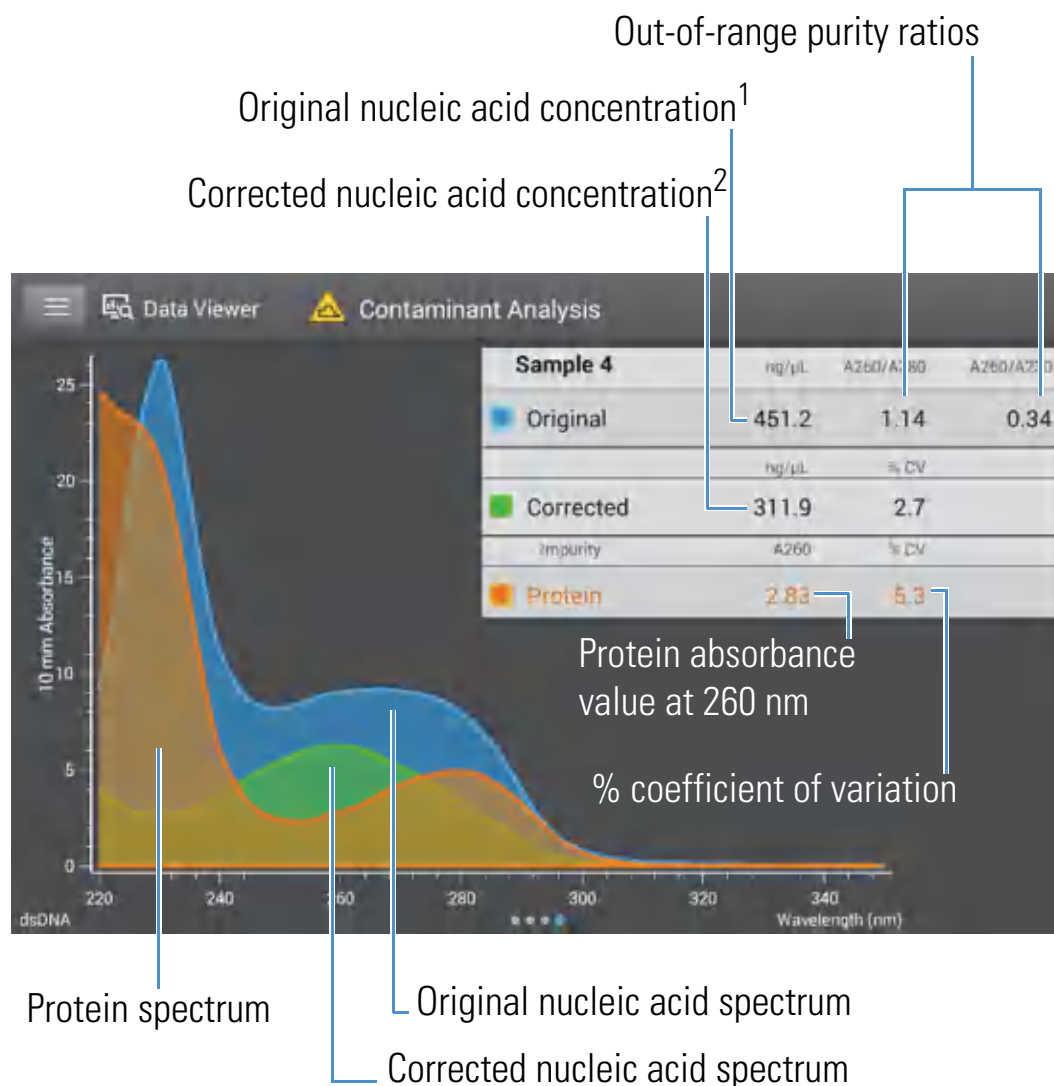 Out-of-range purity ratios
Original nucleic acid concentration1
Corrected nucleic acid concentration2
Data Viewer
Contaminant Analysis
Sample 4 ng/µL A260/A280 A260/A230
Original 451.2 1.14 0.34
ng/µL % CV
Corrected 311.9 2.7
Impurity A260 % CV
Protein 2.83 5.3
Protein absorbance
value at 260 nm
% coefficient of variation
10 mm Absorbance
25
20
15
10
5
0
220 240 260 280 300 320 340
dsDNA
Wavelength (nm)
Protein spectrum
Original nucleic acid spectrum
Corrected nucleic acid spectrum